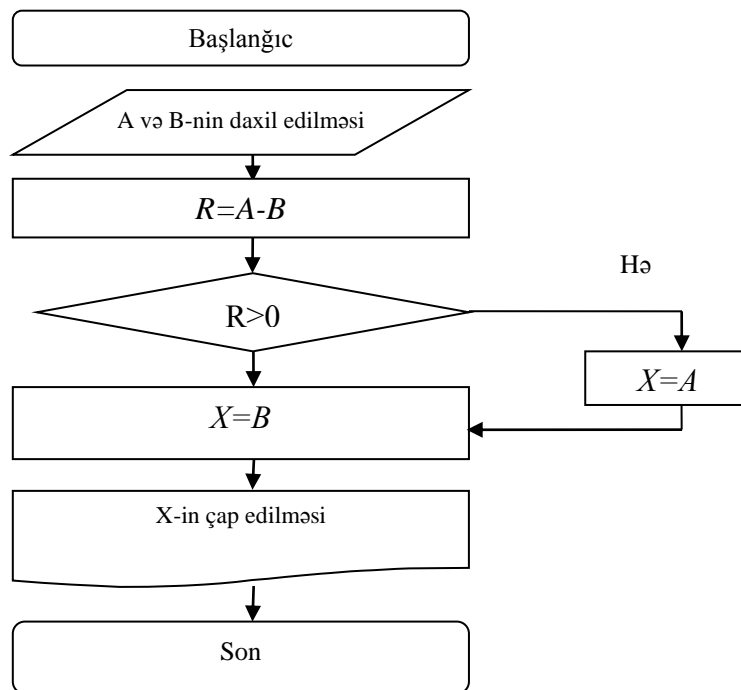 Başlanğıc
A və B-nin daxil edilməsi
R=A-B
Hə
R>0
X=A
X=B
X-in çap edilməsi
Son